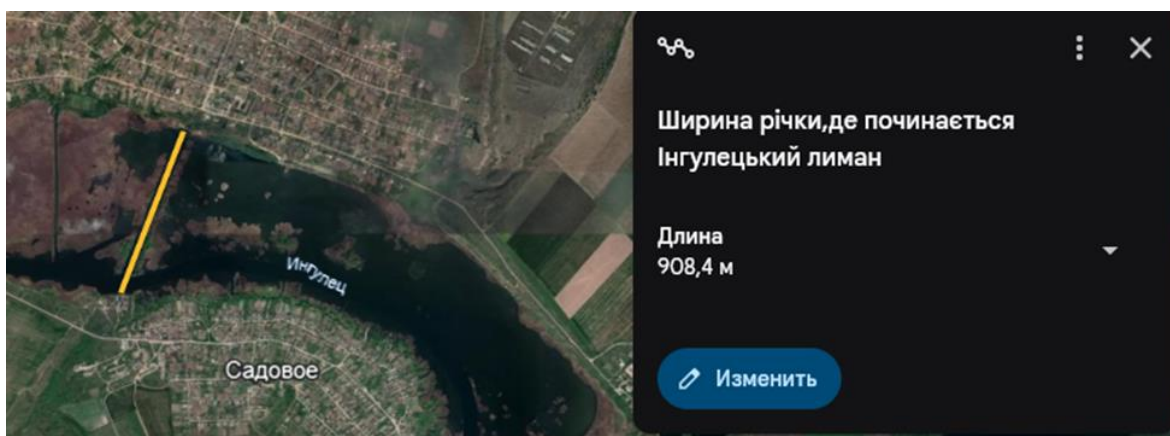 Ширина річки,де починається
Інгулецький лиман
Длина
908,4 м
Изменить
Ингулец
Садовое